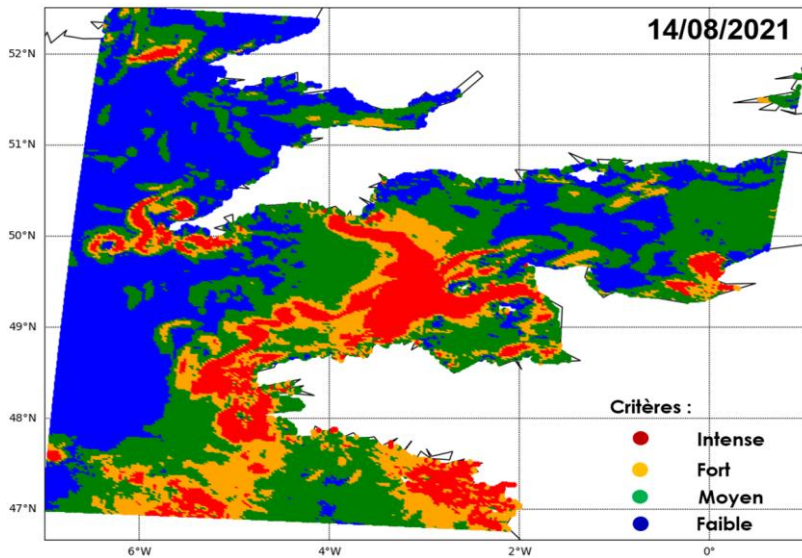 14/08/2021
52°N
51°N
50°N
49°N
48°N
47°N
Critères :
Intense
Fort
Moyen
Faible
6°W
4°W
2°W
0°